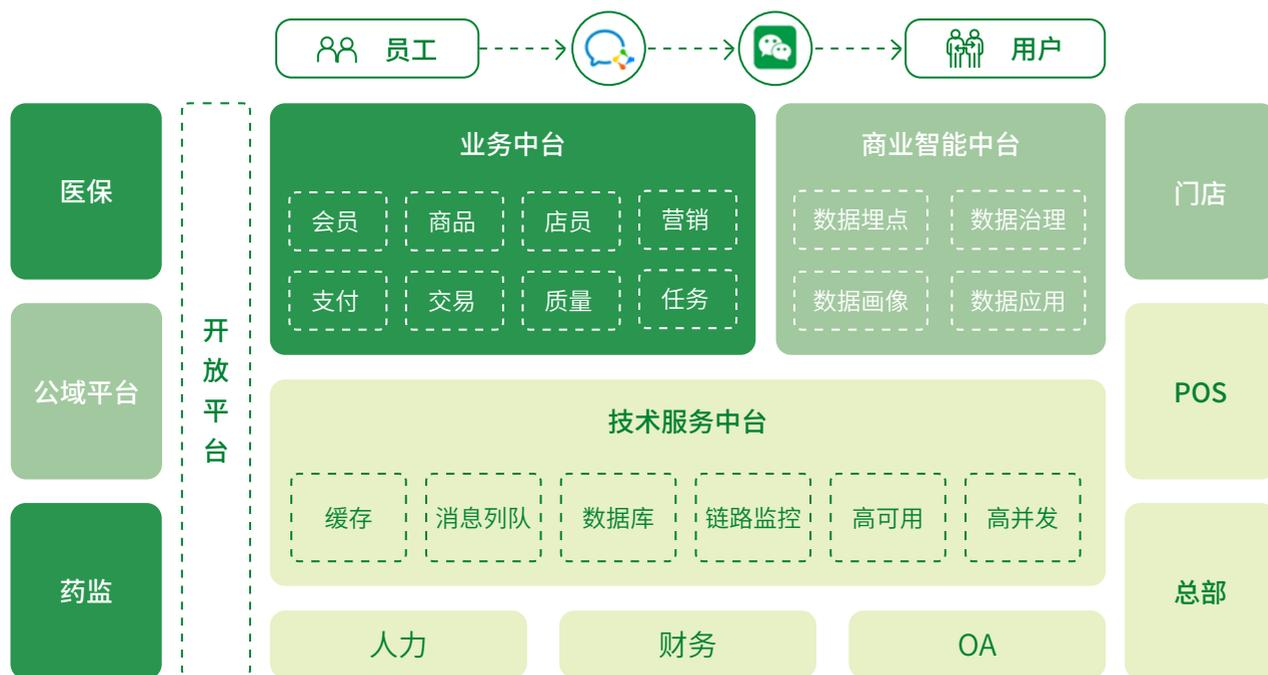 员工
用户
医保
公域平台
药监
开放平台
业务中台
会员
商品
店员
营销
支付
交易
质量
任务
商业智能中台
数据埋点
数据治理
数据画像
数据应用
技术服务中台
缓存
消息列队
数据库
链路监控
高可用
高并发
人力
财务
OA
门店
POS
总部